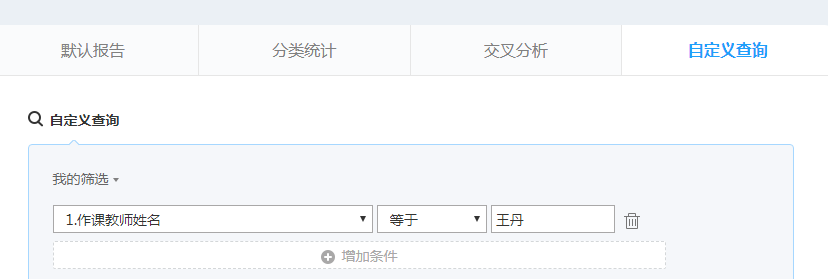 默认报告 分类统计 交叉分析 自定义查询
自定义查询
我的筛选
1.作课教师姓名 等于 王丹
增加条件